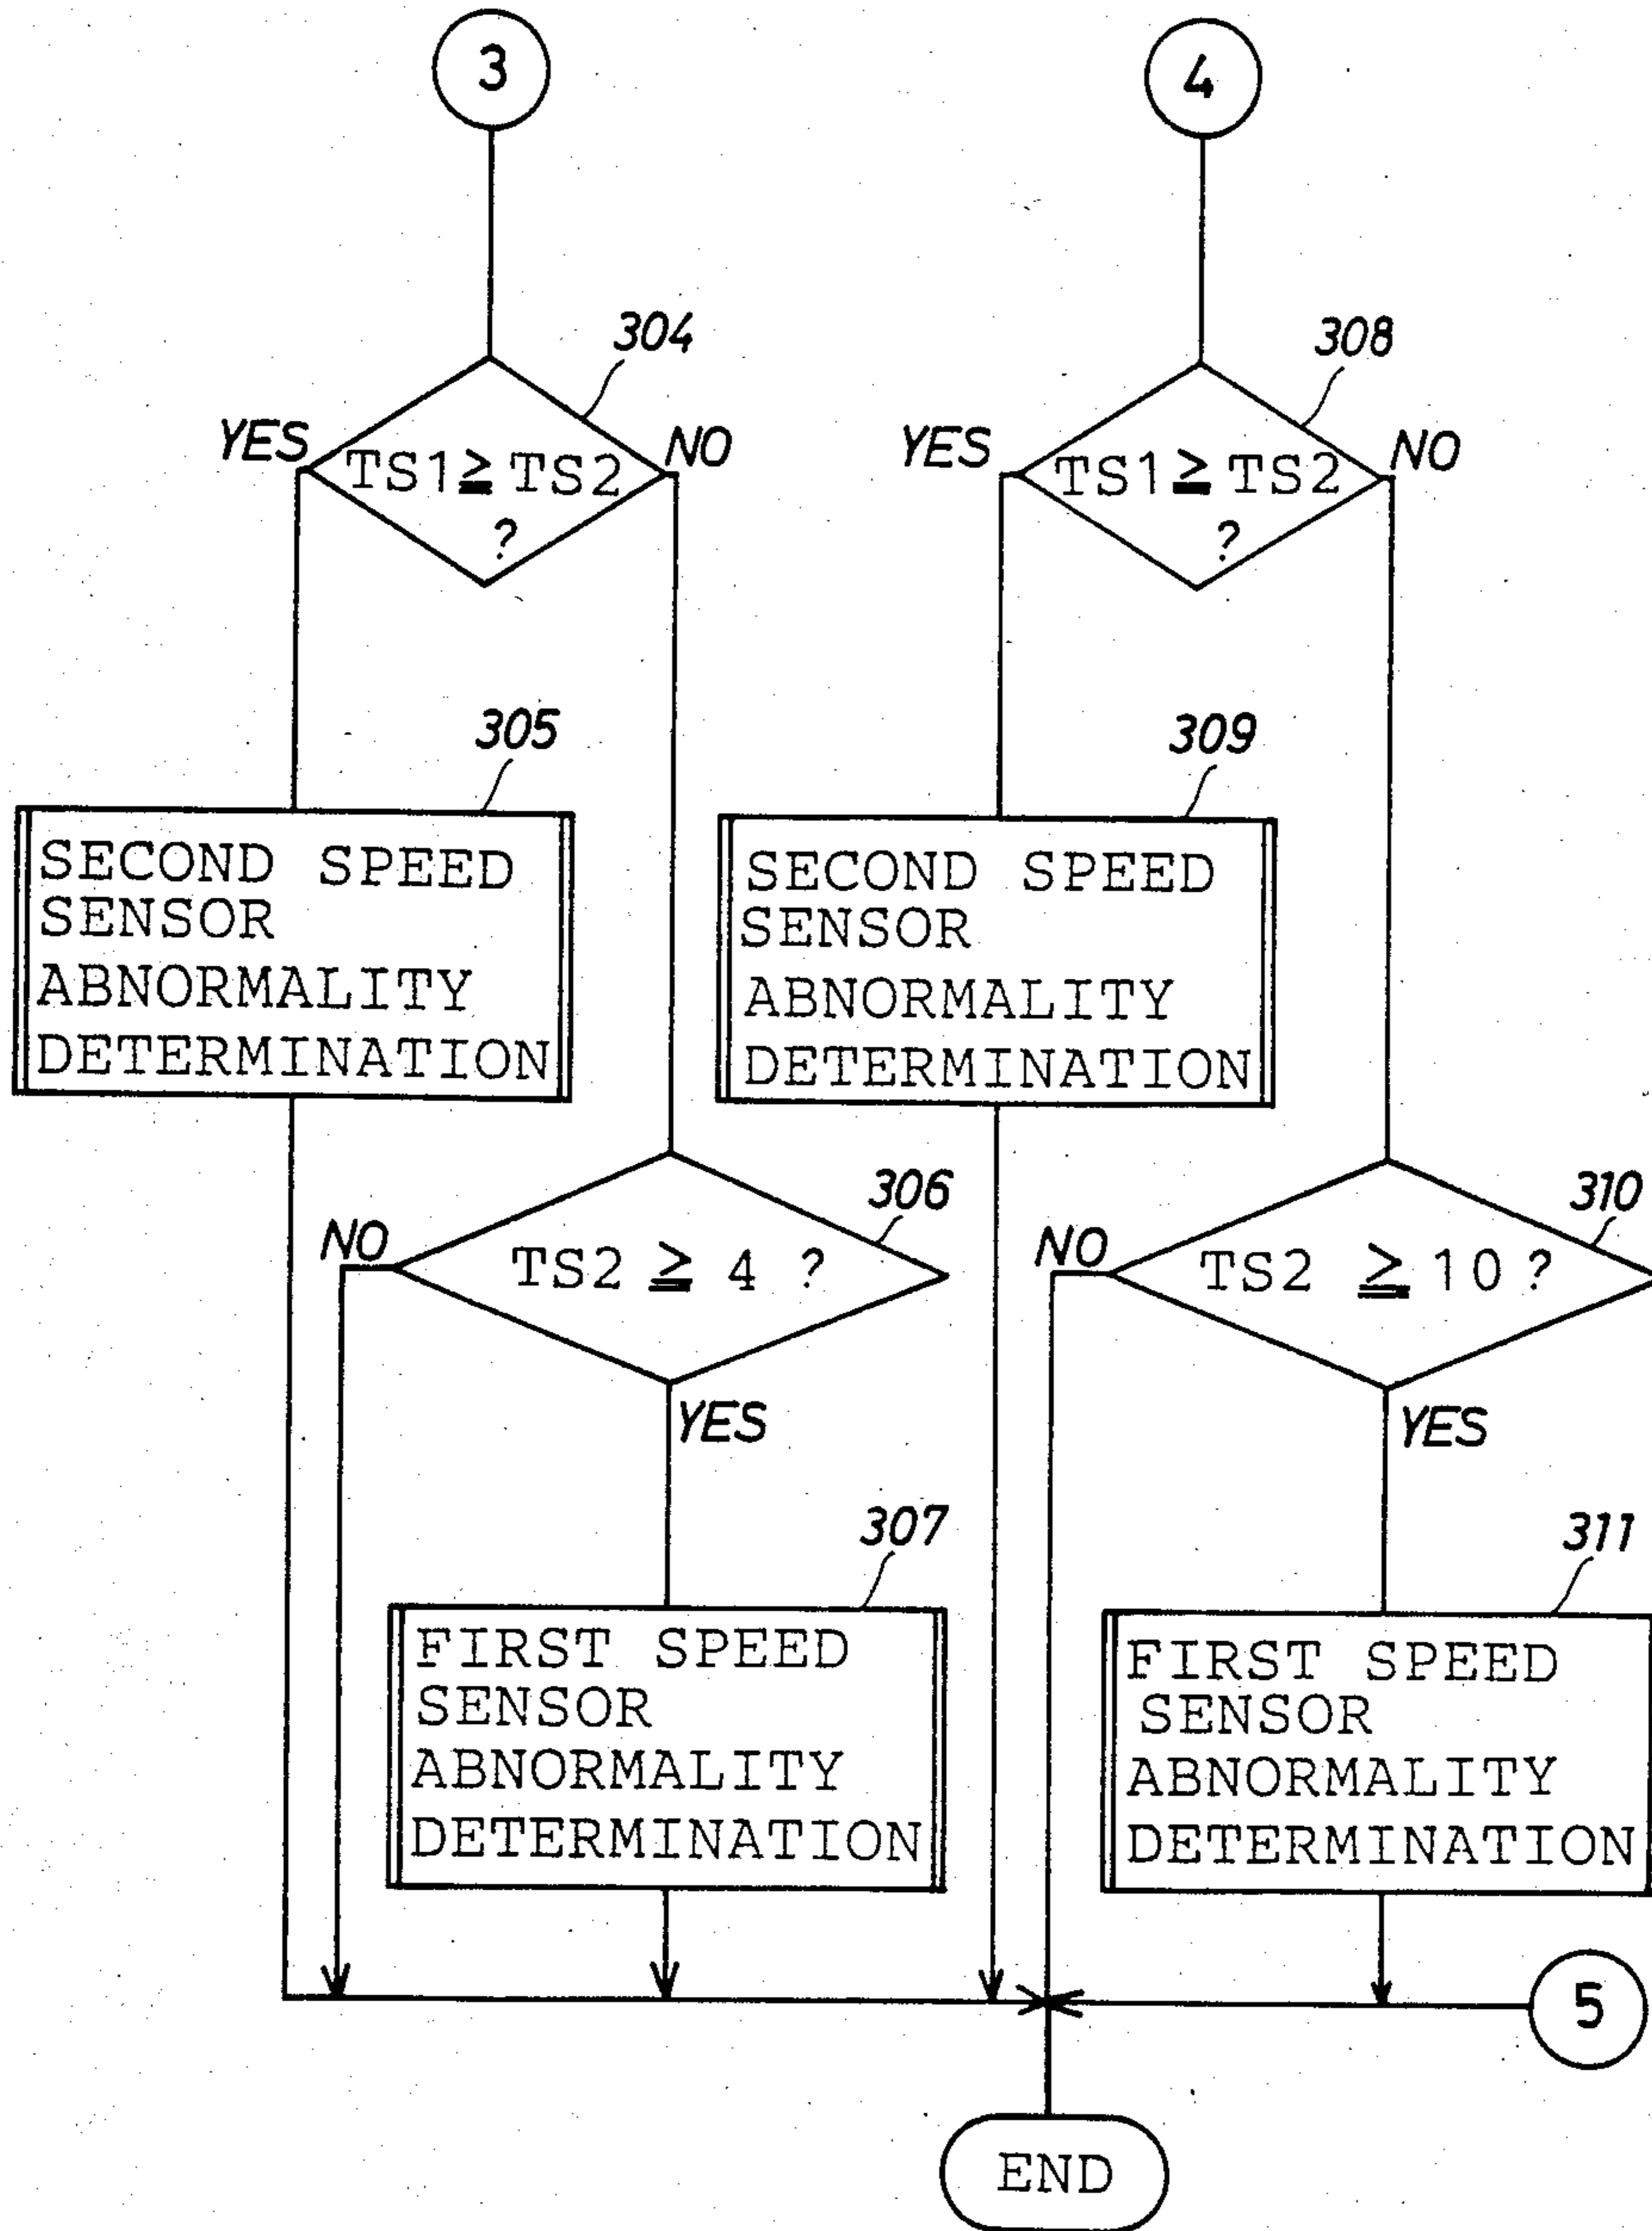 3
4
304
308
YES
NO
YES
NO
TS1≧TS2
?
TS1≧TS2
?
305
309
SECOND SPEED
SENSOR
ABNORMALITY
DETERMINATION
SECOND SPEED
SENSOR
ABNORMALITY
DETERMINATION
306
310
NO
TS2 ≧ 4 ?
NO
TS2 ≧ 10 ?
YES
YES
307
311
FIRST SPEED
SENSOR
ABNORMALITY
DETERMINATION
FIRST SPEED
SENSOR
ABNORMALITY
DETERMINATION
5
END